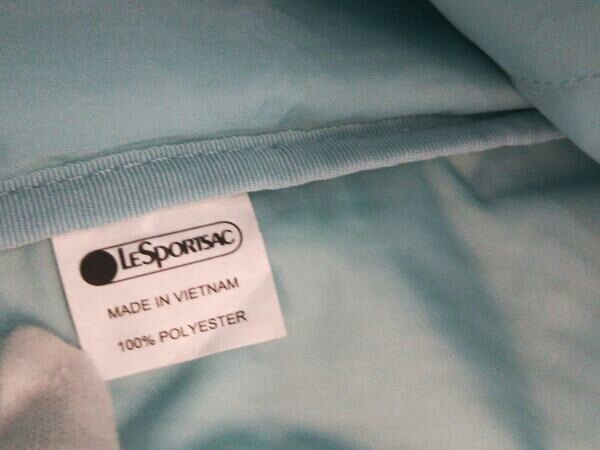 LESPORTSAC
MADE IN VIETNAM
100% POLYESTER